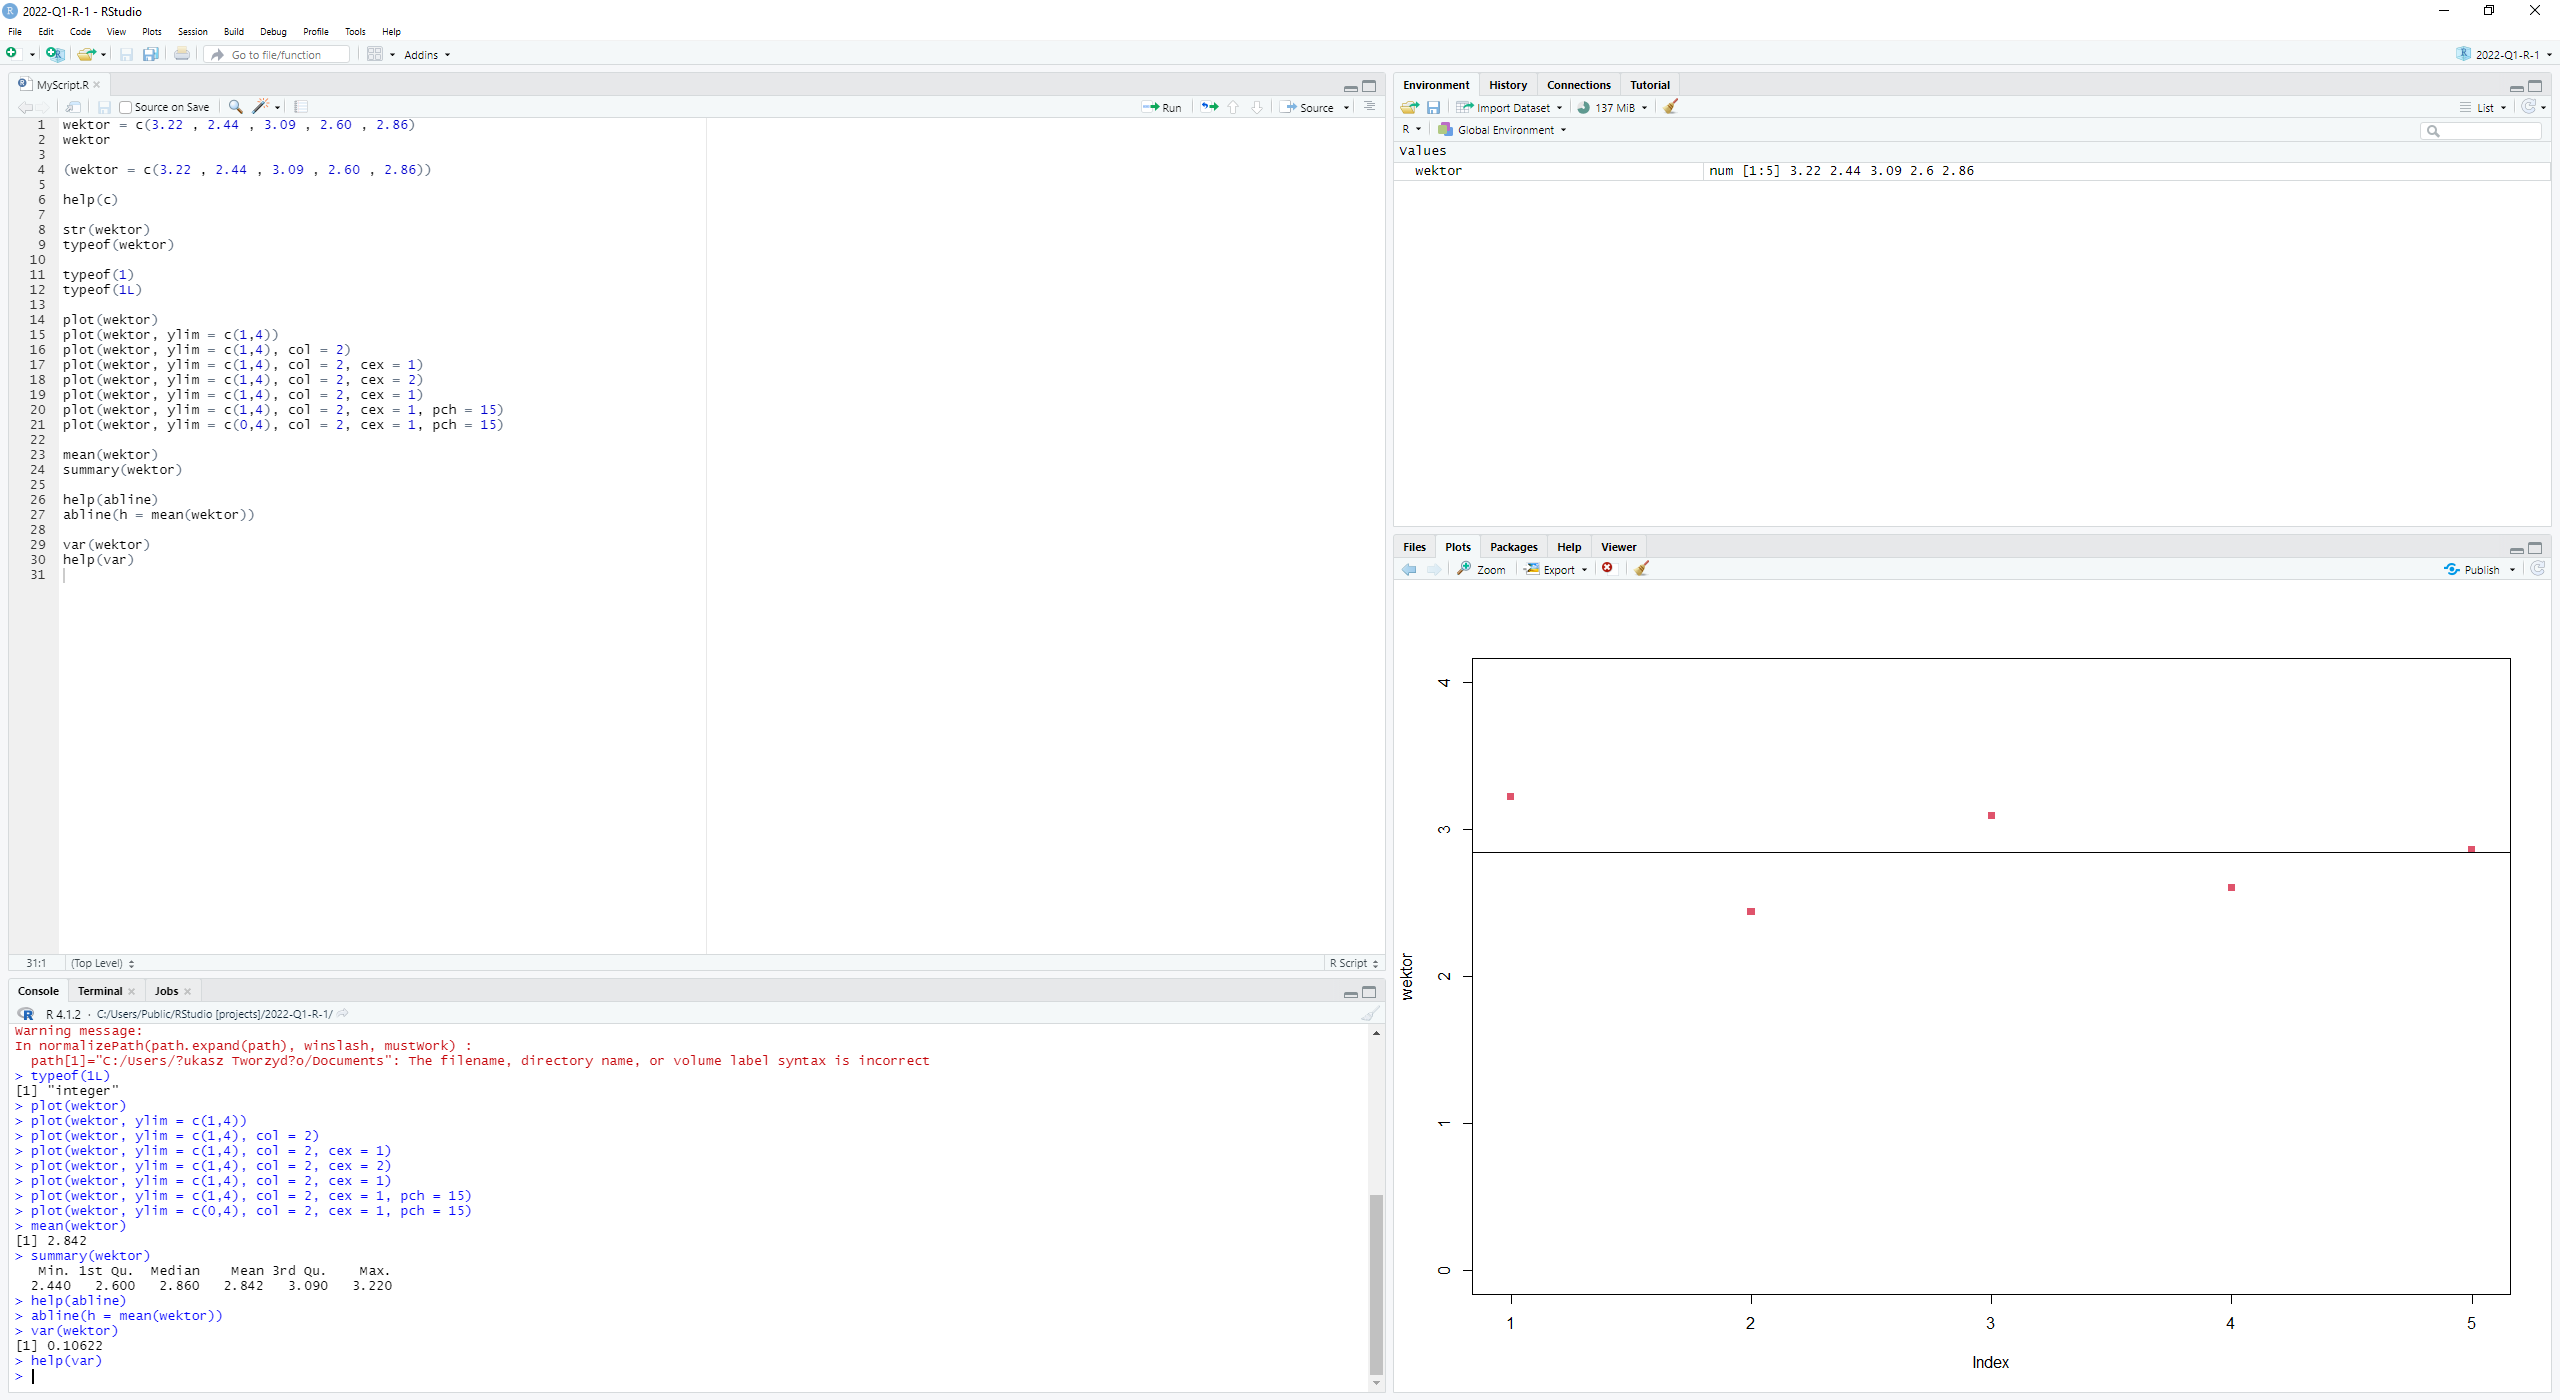 2022-Q1-R-1 - RStudio
File Edit Code View Plots Session Build Debug Profile Tools Help
Go to file/function Addins 2022-Q1-R-1
MyScript.R
Source on Save Run Source
1 wektor = c(3.22 , 2.44 , 3.09 , 2.60 , 2.86)
2 wektor
3
4 (wektor = c(3.22 , 2.44 , 3.09 , 2.60 , 2.86))
5
6 help(c)
7
8 str(wektor)
9 typeof(wektor)
10
11 typeof(1)
12 typeof(1L)
13
14 plot(wektor)
15 plot(wektor, ylim = c(1,4))
16 plot(wektor, ylim = c(1,4), col = 2)
17 plot(wektor, ylim = c(1,4), col = 2, cex = 1)
18 plot(wektor, ylim = c(1,4), col = 2, cex = 2)
19 plot(wektor, ylim = c(1,4), col = 2, cex = 1)
20 plot(wektor, ylim = c(1,4), col = 2, cex = 1, pch = 15)
21 plot(wektor, ylim = c(0,4), col = 2, cex = 1, pch = 15)
22
23 mean(wektor)
24 summary(wektor)
25
26 help(abline)
27 abline(h = mean(wektor))
28
29 var(wektor)
30 help(var)
31
31:1 (Top Level) R Script
Console Terminal Jobs
R 4.1.2 · C:/Users/Public/RStudio [projects]/2022-Q1-R-1/
Warning message:
In normalizePath(path.expand(path), winslash, mustWork) :
path[1]="C:/Users/?ukasz Tworzyd?o/Documents": The filename, directory name, or volume label syntax is incorrect
> typeof(1L)
[1] "integer"
> plot(wektor)
> plot(wektor, ylim = c(1,4))
> plot(wektor, ylim = c(1,4), col = 2)
> plot(wektor, ylim = c(1,4), col = 2, cex = 1)
> plot(wektor, ylim = c(1,4), col = 2, cex = 2)
> plot(wektor, ylim = c(1,4), col = 2, cex = 1)
> plot(wektor, ylim = c(1,4), col = 2, cex = 1, pch = 15)
> plot(wektor, ylim = c(0,4), col = 2, cex = 1, pch = 15)
> mean(wektor)
[1] 2.842
> summary(wektor)
Min. 1st Qu. Median Mean 3rd Qu. Max.
2.440 2.600 2.860 2.842 3.090 3.220
> help(abline)
> abline(h = mean(wektor))
> var(wektor)
[1] 0.10622
> help(var)
>
Environment History Connections Tutorial
Import Dataset 137 MiB List
R Global Environment
Values
wektor num [1:5] 3.22 2.44 3.09 2.6 2.86
Files Plots Packages Help Viewer
Zoom Export Publish
4
3
2
1
0
wektor
1 2 3 4 5
Index